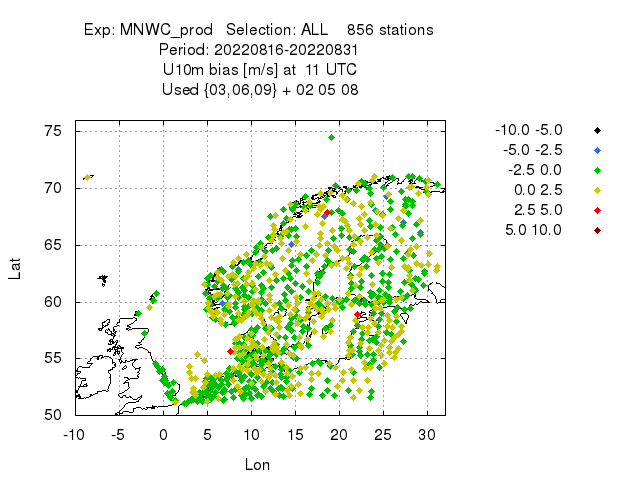 Exp: MNWC_prod   Selection: ALL    856 stations
Period: 20220816-20220831
U10m bias [m/s] at  11 UTC
Used {03,06,09} + 02 05 08
-10.0 -5.0
-5.0 -2.5
-2.5 0.0
0.0 2.5
2.5 5.0
5.0 10.0
75
70
65
60
55
50
Lat
-10 -5 0 5 10 15 20 25 30
Lon